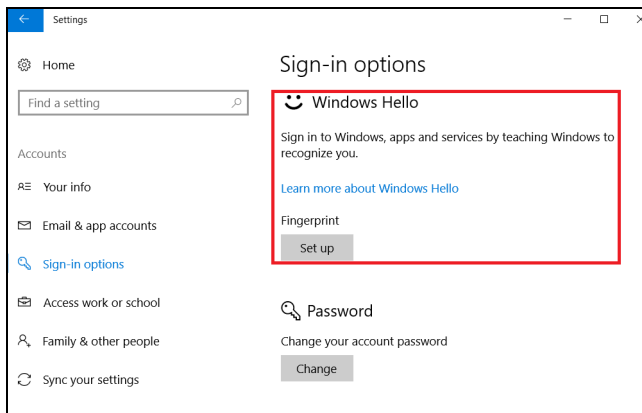 Settings
Home
Find a setting
Accounts
Your info
Email & app accounts
Sign-in options
Access work or school
Family & other people
Sync your settings
Sign-in options
Windows Hello
Sign in to Windows, apps and services by teaching Windows to
recognize you.
Learn more about Windows Hello
Fingerprint
Set up
Password
Change your account password
Change